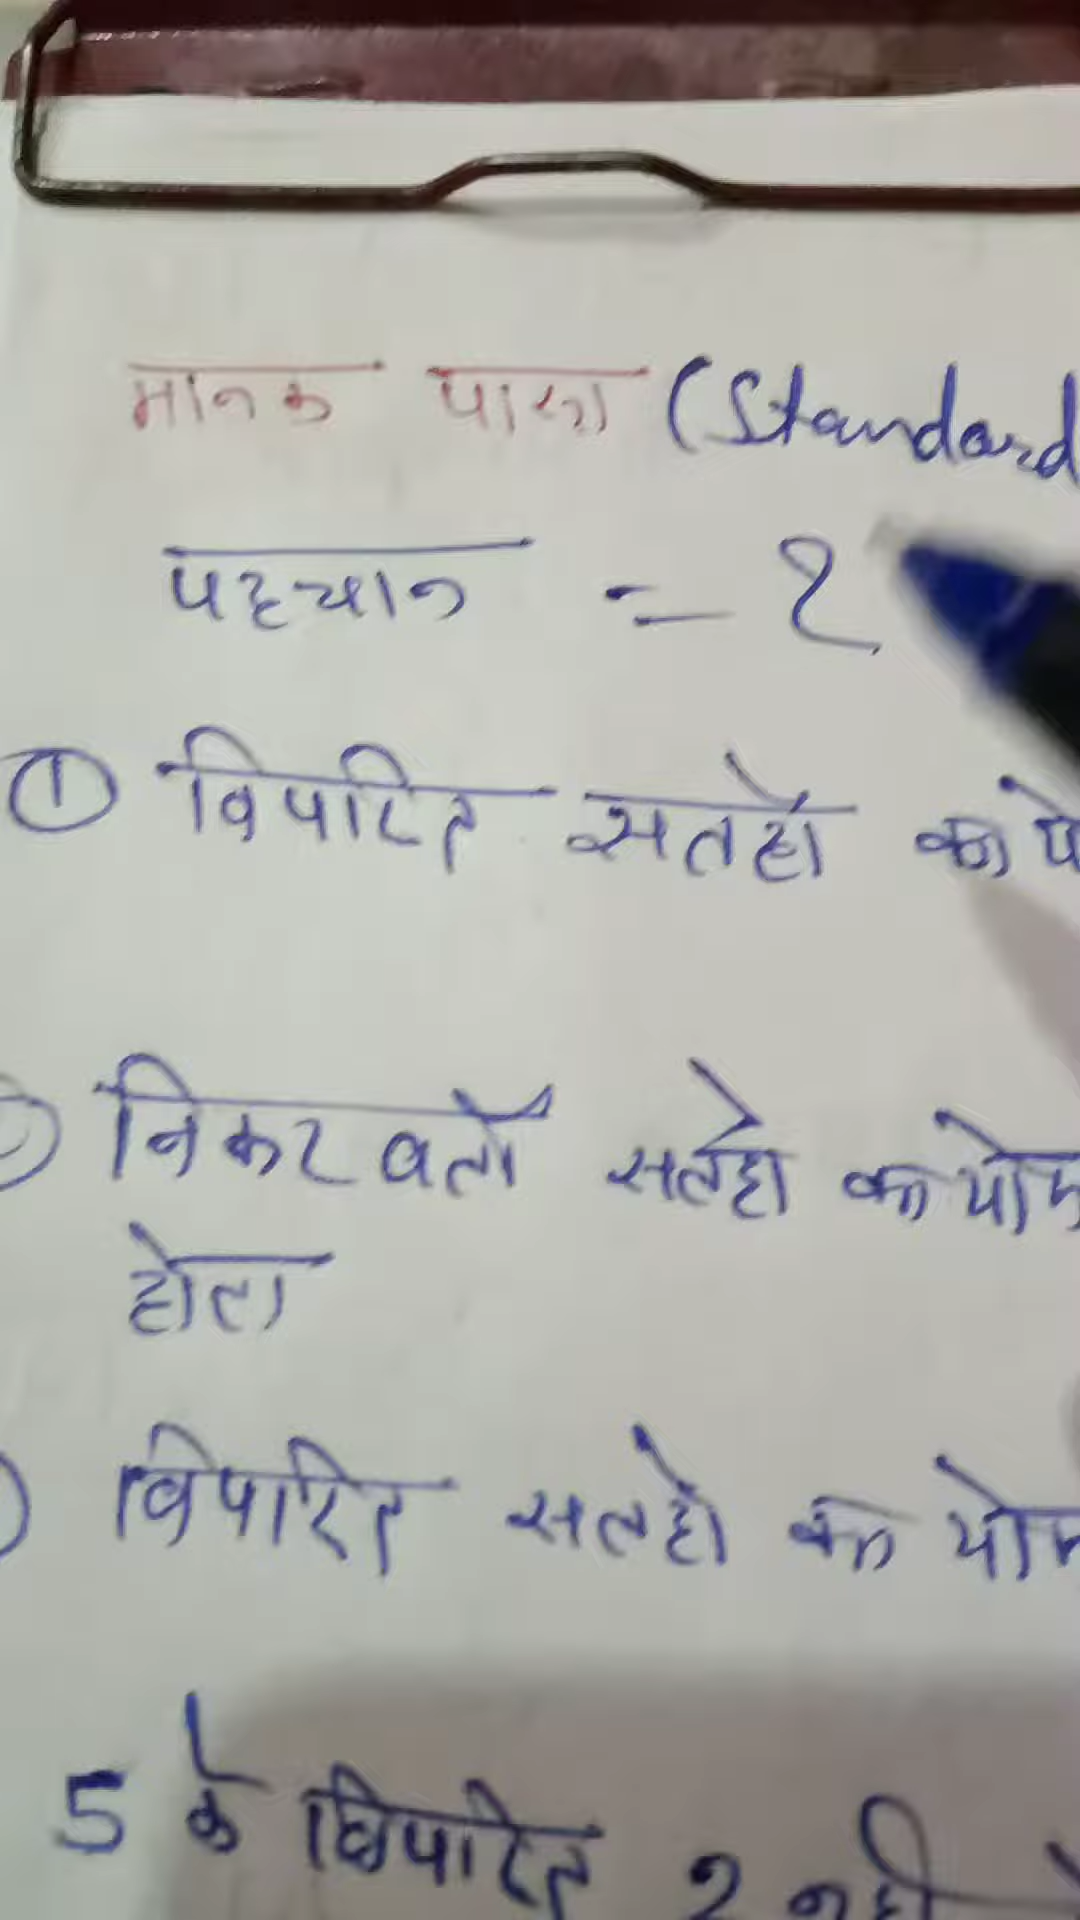 मानक पासा (Standard
पहचान = 2
① विपरित सतहों का
निकटवर्ती सतहो का योग
होता
विपरित सतहो का योग
5 के विपरित 2 नही